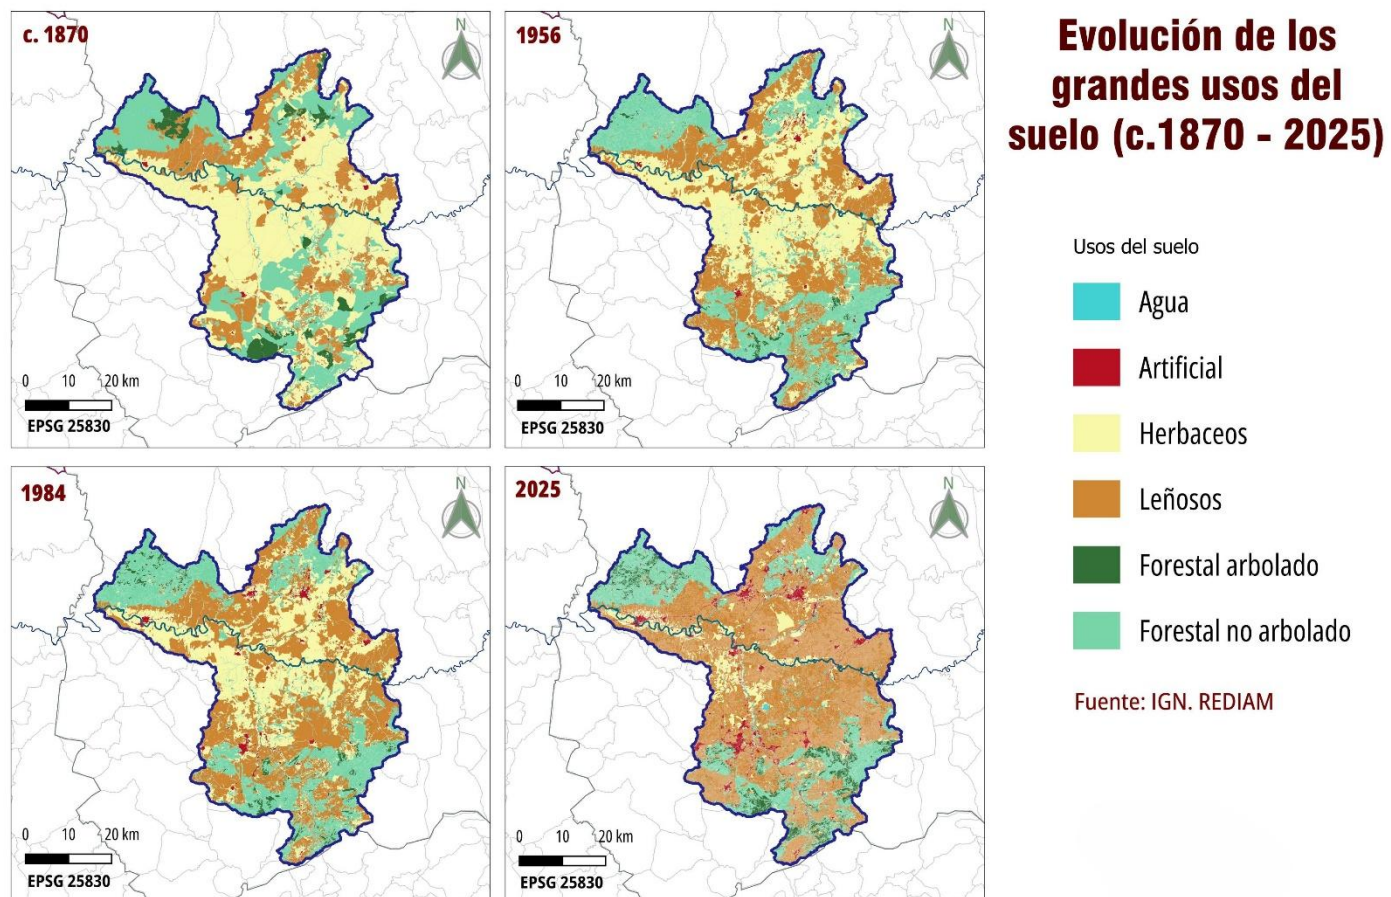 c. 1870
N
0 10 20 km
EPSG 25830
1956
N
0 10 20 km
EPSG 25830
Evolución de los
grandes usos del
suelo (c.1870 - 2025)
1984
N
0 10 20 km
EPSG 25830
2025
N
0 10 20 km
EPSG 25830
Usos del suelo
Agua
Artificial
Herbaceos
Leñosos
Forestal arbolado
Forestal no arbolado
Fuente: IGN. REDIAM